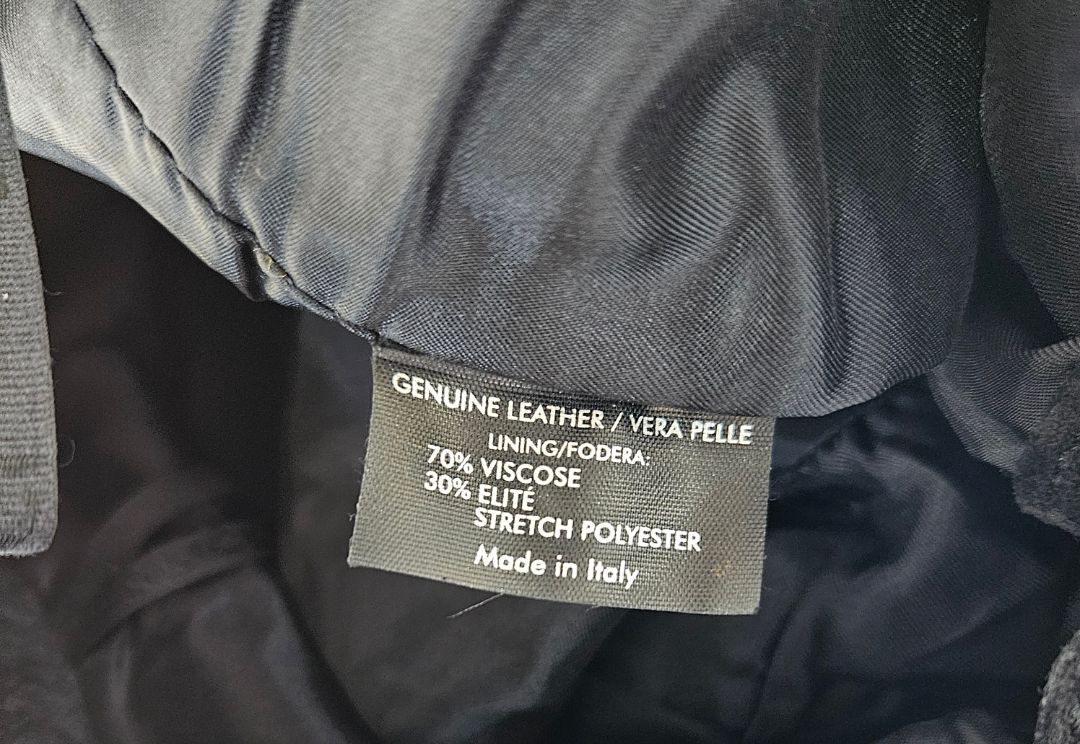 GENUINE LEATHER / VERA PELLE
LINING/FODERA:
70% VISCOSE
30% ELITÉ
STRETCH POLYESTER
Made in Italy